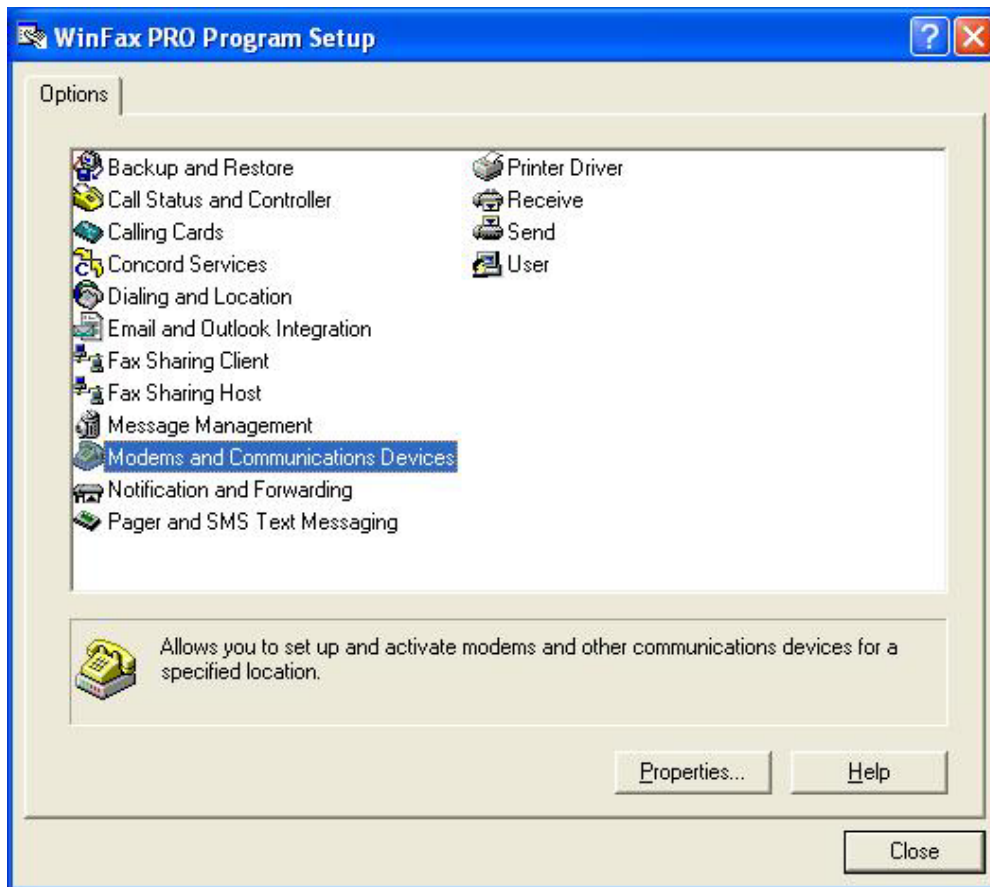 WinFax PRO Program Setup
Options
Backup and Restore
Call Status and Controller
Calling Cards
Concord Services
Dialing and Location
Email and Outlook Integration
Fax Sharing Client
Fax Sharing Host
Message Management
Modems and Communications Devices
Notification and Forwarding
Pager and SMS Text Messaging
Printer Driver
Receive
Send
User
Allows you to set up and activate modems and other communications devices for a
specified location.
Properties...
Help
Close